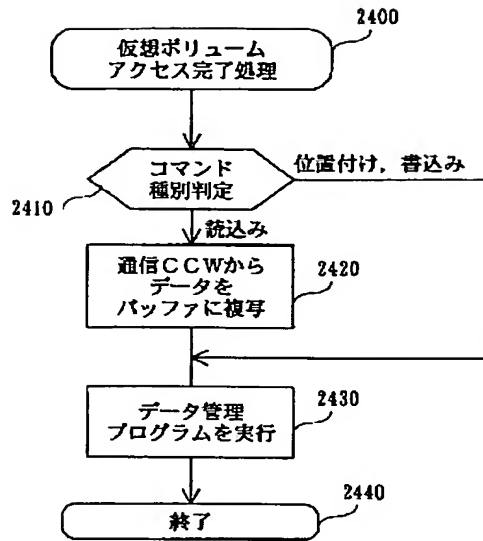 2400
仮想ボリューム
アクセス完了処理
コマンド
種別判定
位置付け，書込み
2410
読込み
通信CCWから
データを
バッファに複写
2420
データ管理
プログラムを実行
2430
終了
2440